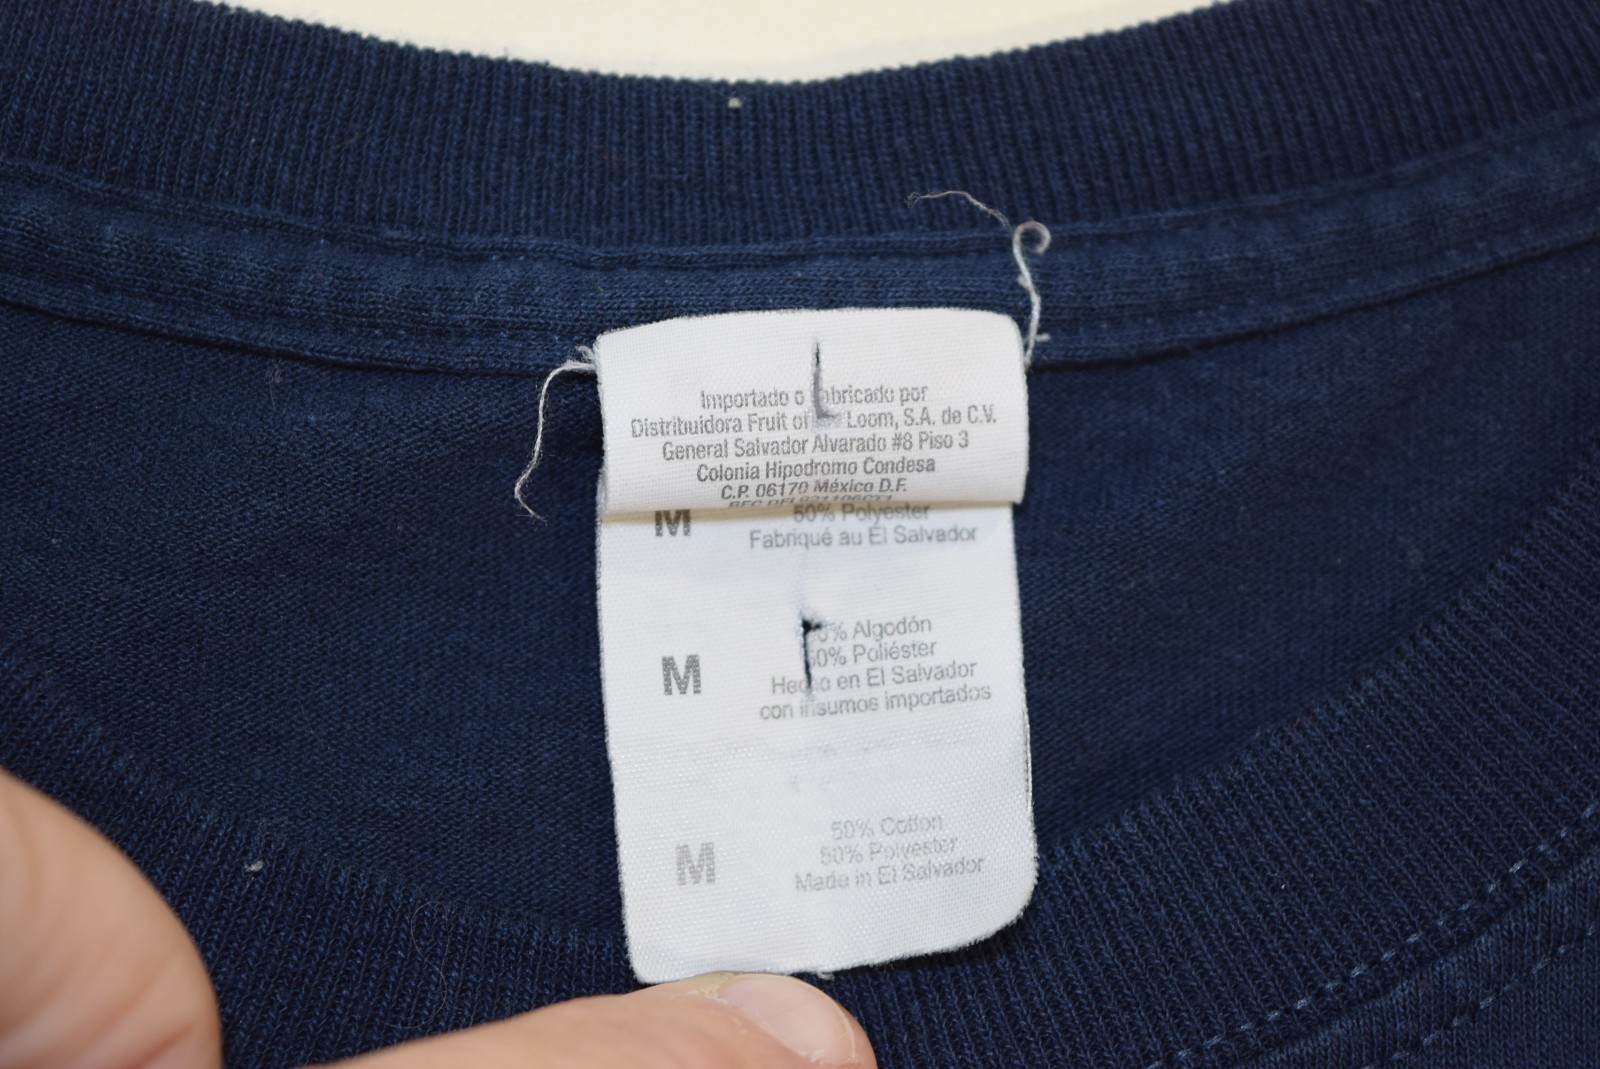 Importado o fabricado por
Distribuidora Fruit of Loom, S.A. de C.V.
General Salvador Alvarado #8 Piso 3
Colonia Hipodromo Condesa
C.P. 06170 México D.F.
M 50% Polyester
Fabriqué au El Salvador
50% Algodón
M 50% Poliéster
Hecho en El Salvador
con insumos importados
50% Cotton
M 50% Polyester
Made in El Salvador